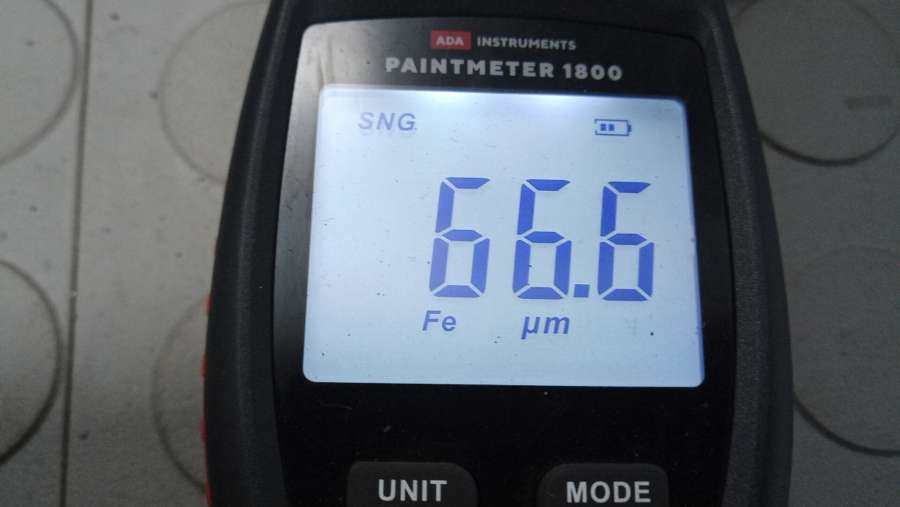 ADA INSTRUMENTS
PAINTMETER 1800
SNG
66.6
Fe µm
UNIT MODE